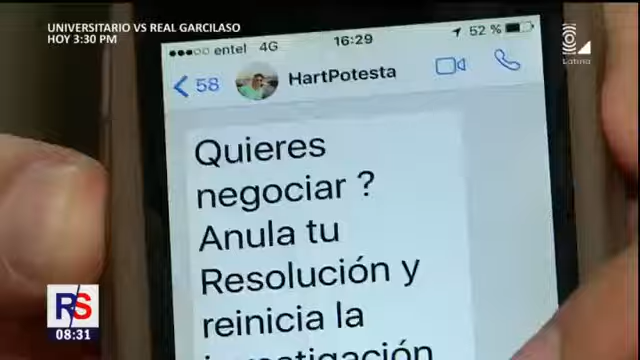 UNIVERSITARIO VS REAL GARCILASO
HOY 3:30 PM
entel 4G 16:29 52 %
58 HartPotesta
Latina
Quieres
negociar ?
Anula tu
Resolución y
reinicia la
investigación
RS
08:31